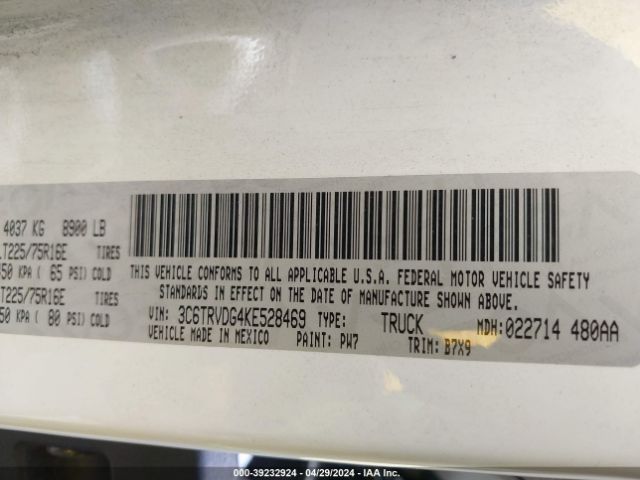 4037 KG 8900 LB
LT225/75R16E TIRES
450 KPA ( 65 PSI) COLD
LT225/75R16E TIRES
550 KPA ( 80 PSI) COLD
THIS VEHICLE CONFORMS TO ALL APPLICABLE U.S.A. FEDERAL MOTOR VEHICLE SAFETY
STANDARDS IN EFFECT ON THE DATE OF MANUFACTURE SHOWN ABOVE.
VIN: 3C6TRVDG4KE528469 TYPE: TRUCK MDH:022714 480AA
VEHICLE MADE IN MEXICO PAINT: PW7 TRIM: B7X9
000-39232924 - 04/29/2024 - IAA Inc.